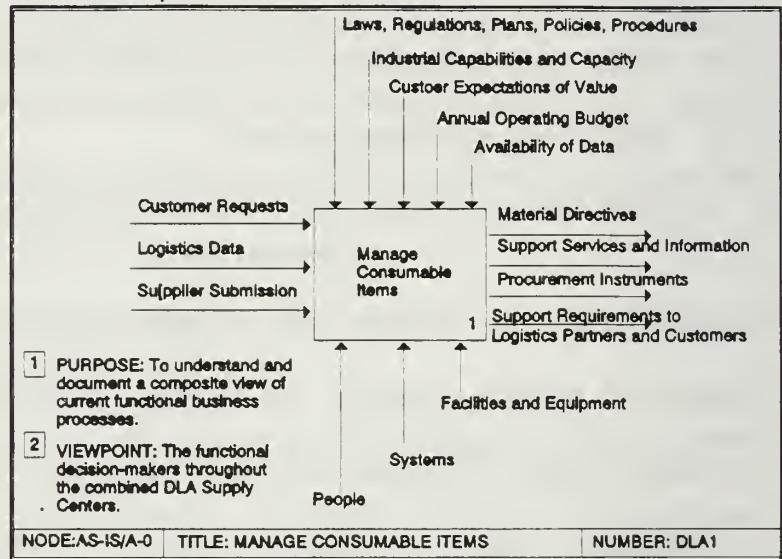 Laws, Regulations, Plans, Policies, Procedures
Industrial Capabilities and Capacity
Custoer Expectations of Value
Annual Operating Budget
Availability of Data
Customer Requests
Logistics Data
Su[pplier Submission
Manage
Consumable
Items
1
Material Directives
Support Services and Information
Procurement Instruments
Support Requirements to
Logistics Partners and Customers
1 PURPOSE: To understand and
document a composite view of
current functional business
processes.
2 VIEWPOINT: The functional
decision-makers throughout
the combined DLA Supply
. Centers.
Facilities and Equipment
Systems
People
NODE:AS-IS/A-0 TITLE: MANAGE CONSUMABLE ITEMS NUMBER: DLA1